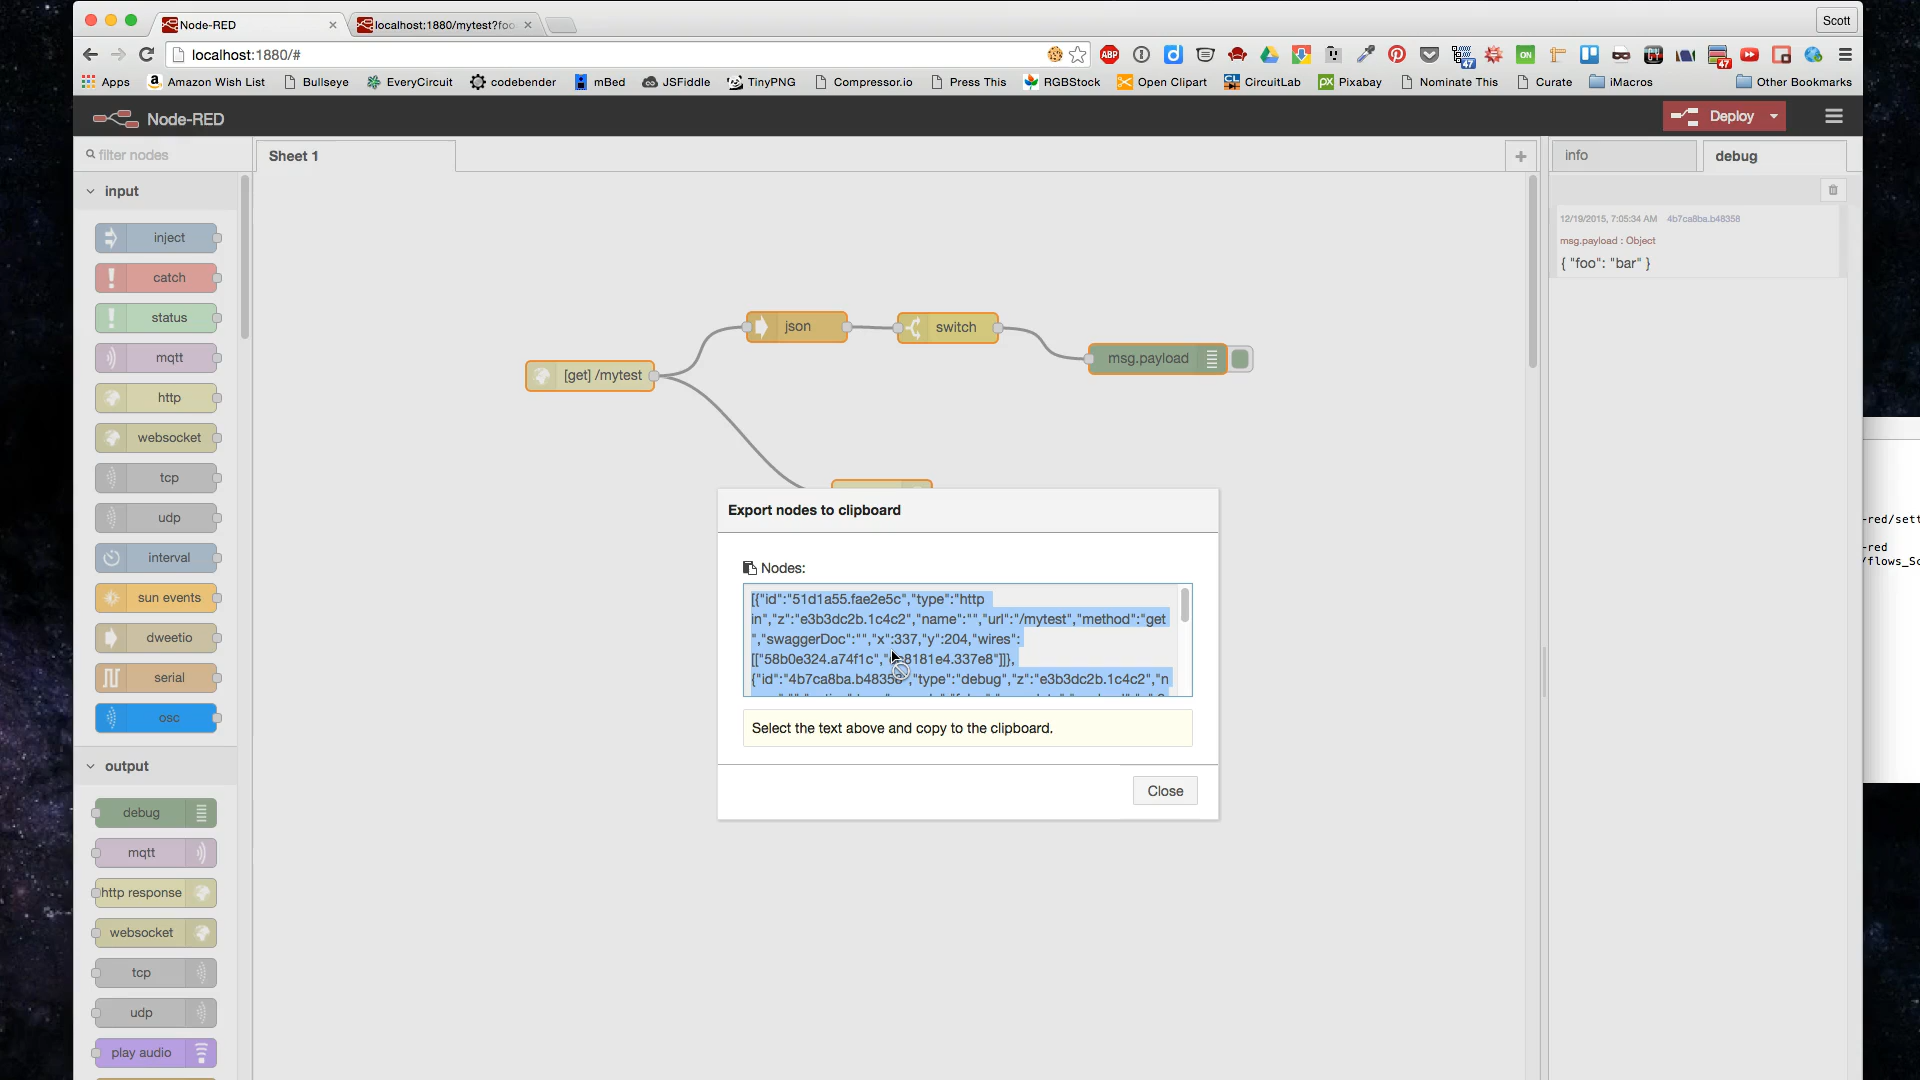 Node-RED
localhost:1880/mytest?foo
Scott
localhost:1880/#
Apps
Amazon Wish List
Bullseye
EveryCircuit
codebender
mBed
JSFiddle
TinyPNG
Compressor.io
Press This
RGBStock
Open Clipart
CircuitLab
Pixabay
Nominate This
Curate
iMacros
Other Bookmarks
Node-RED
Deploy
filter nodes
Sheet 1
info
debug
input
inject
catch
status
mqtt
http
websocket
tcp
udp
interval
sun events
dweetio
serial
osc
output
debug
mqtt
http response
websocket
tcp
udp
play audio
12/19/2015, 7:05:34 AM 4b7ca8ba.b48358
msg.payload : Object
{ "foo": "bar" }
json
switch
msg.payload
[get] /mytest
Export nodes to clipboard
Nodes:
[{"id":"51d1a55.fae2e5c","type":"http
in","z":"e3b3dc2b.1c4c2","name":"","url":"/mytest","method":"get
","swaggerDoc":"","x":337,"y":204,"wires":
[["58b0e324.a74f1c", 8181e4.337e8"]]},
{"id":"4b7ca8ba.b48358","type":"debug","z":"e3b3dc2b.1c4c2","n
Select the text above and copy to the clipboard.
Close
-red/sett
-red
/flows_Sc